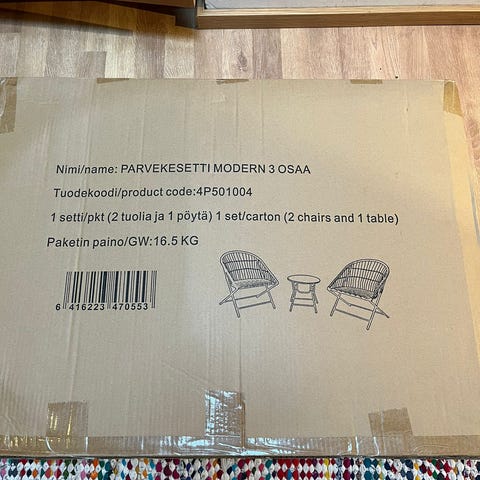 Nimi/name: PARVEKESETTI MODERN 3 OSAA
Tuodekoodi/product code:4P501004
1 setti/pkt (2 tuolia ja 1 pöytä) 1 set/carton (2 chairs and 1 table)
Paketin paino/GW:16.5 KG
6 416223 470553